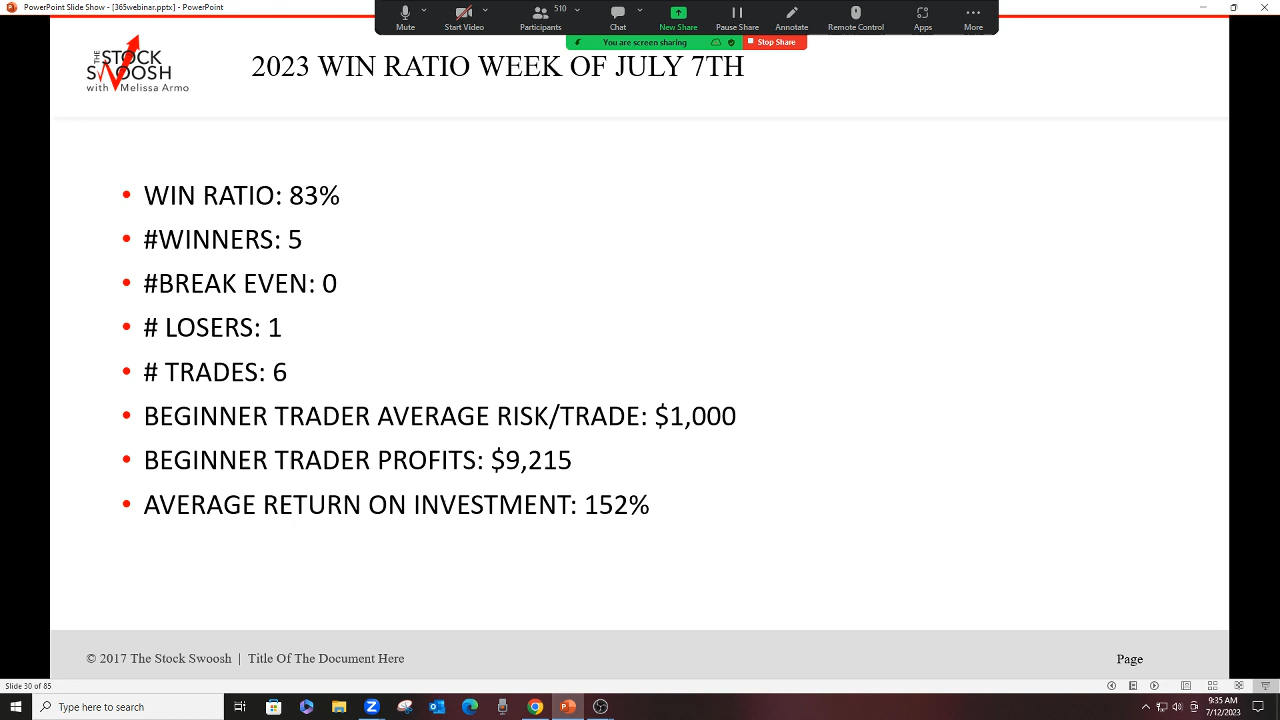 PowerPoint Slide Show - [365webinar.pptx] - PowerPoint
Mute
Start Video
510
Participants
Chat
New Share
Pause Share
Annotate
Remote Control
Apps
More
You are screen sharing
Stop Share
THE STOCK
SWOOSH
with Melissa Armo
2023 WIN RATIO WEEK OF JULY 7TH
• WIN RATIO: 83%
• #WINNERS: 5
• #BREAK EVEN: 0
• # LOSERS: 1
• # TRADES: 6
• BEGINNER TRADER AVERAGE RISK/TRADE: $1,000
• BEGINNER TRADER PROFITS: $9,215
• AVERAGE RETURN ON INVESTMENT: 152%
© 2017 The Stock Swoosh | Title Of The Document Here
Page
Slide 30 of 85
Type here to search
9:35 AM
7/12/2023